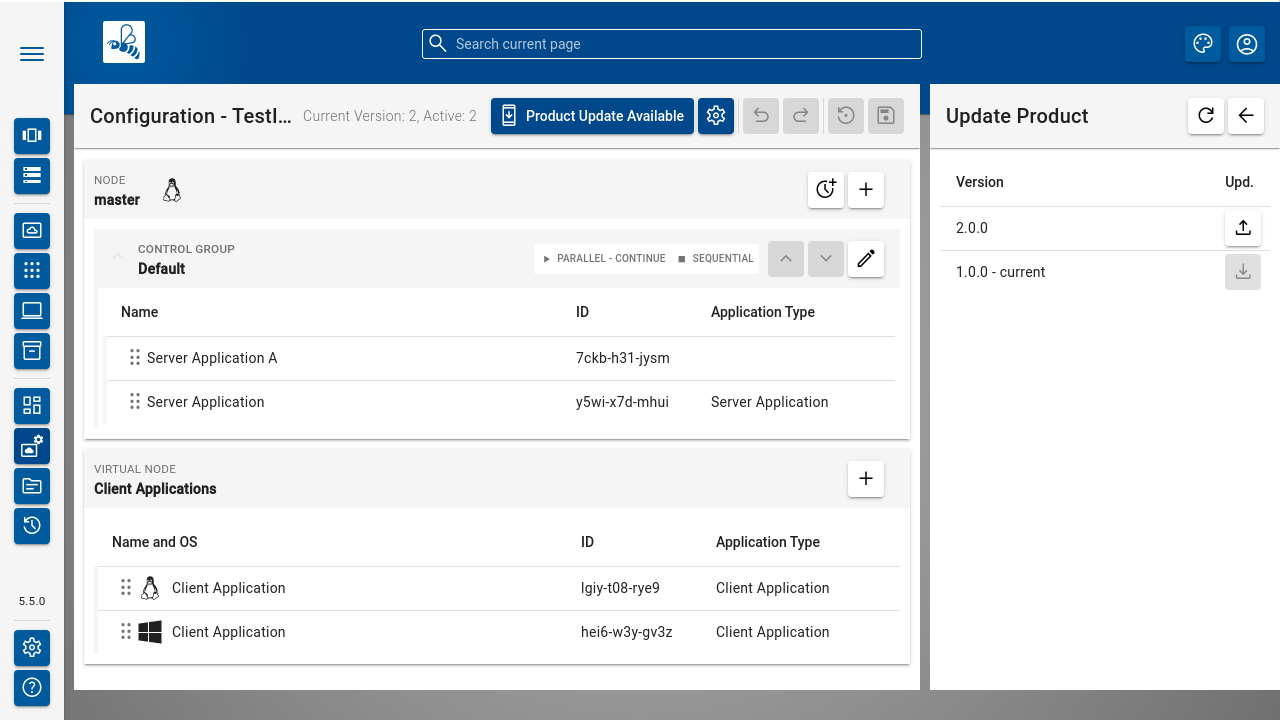 Search current page
Configuration - TestI…
Current Version: 2, Active: 2
Product Update Available
Update Product
NODE
master
CONTROL GROUP
Default
PARALLEL - CONTINUE
SEQUENTIAL
Name ID Application Type
Server Application A 7ckb-h31-jysm
Server Application y5wi-x7d-mhui Server Application
VIRTUAL NODE
Client Applications
Name and OS ID Application Type
Client Application lgiy-t08-rye9 Client Application
Client Application hei6-w3y-gv3z Client Application
Version Upd.
2.0.0
1.0.0 - current
5.5.0